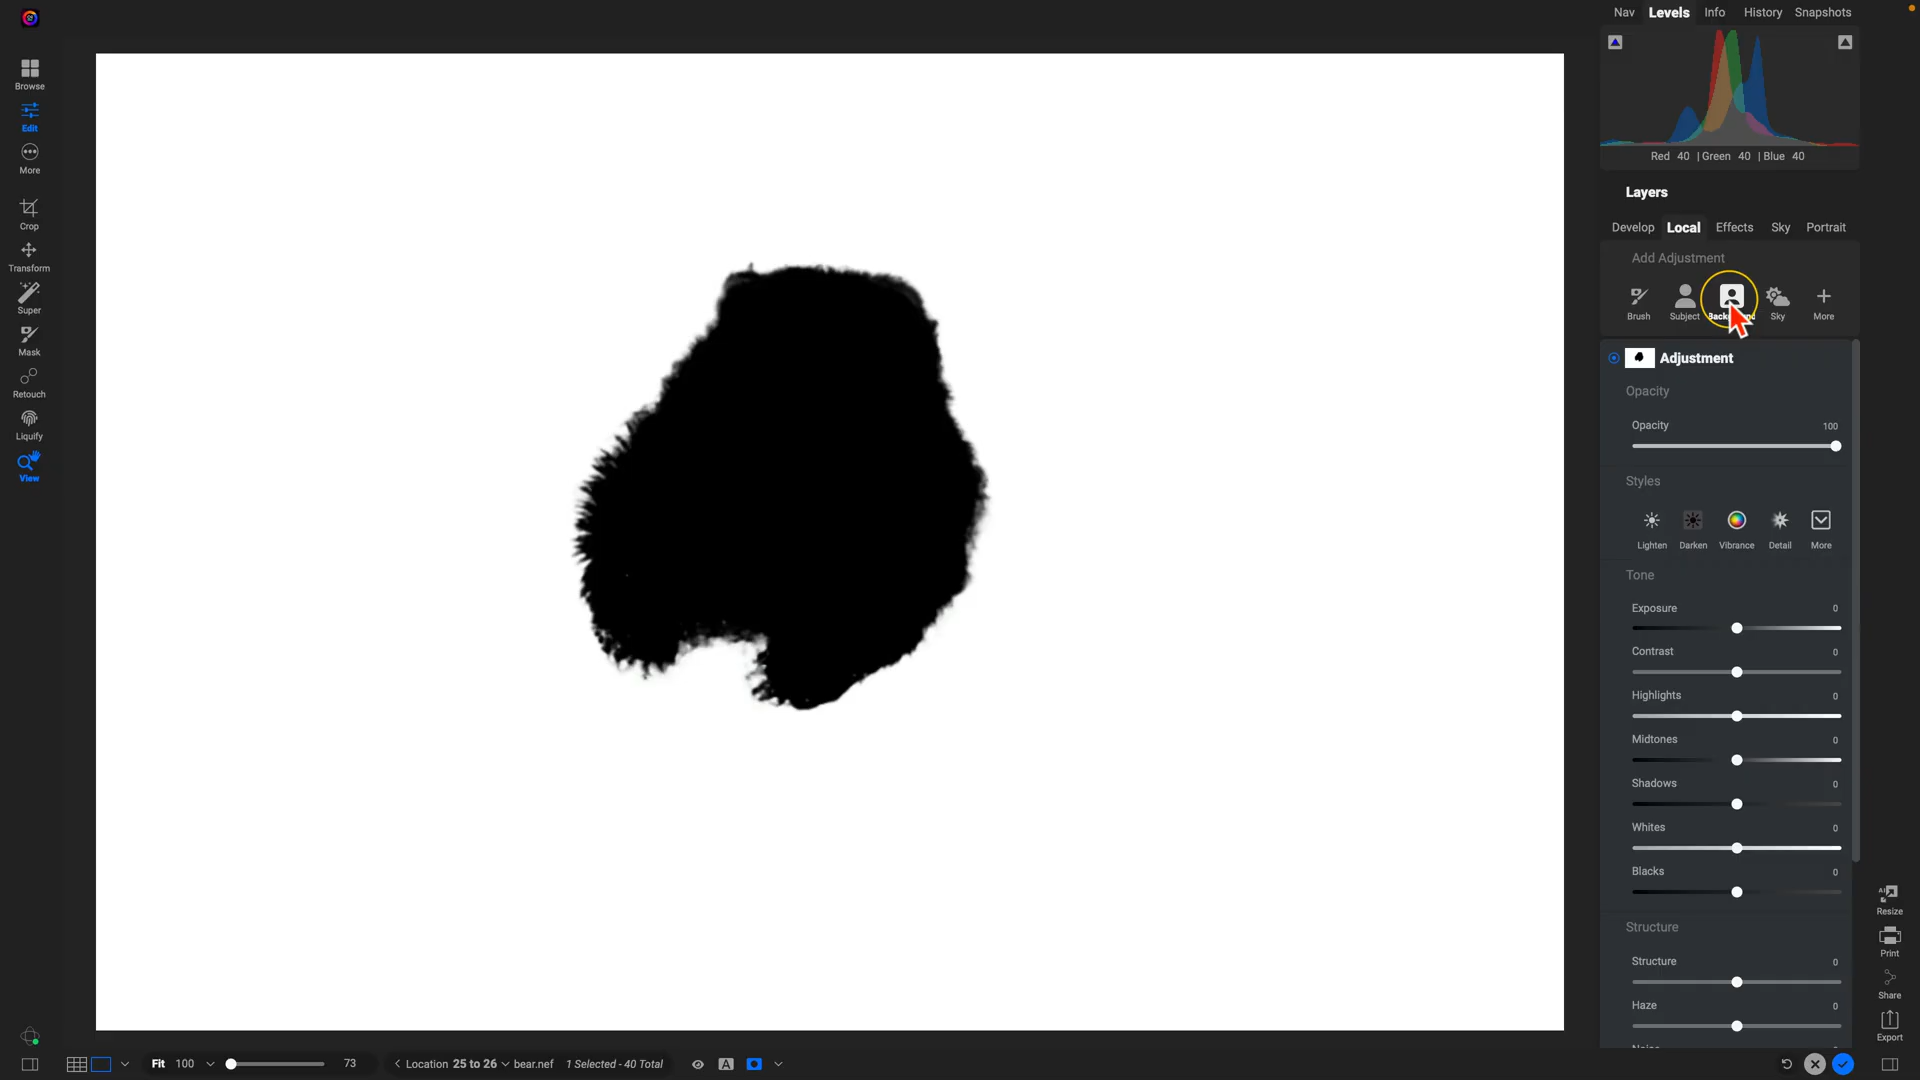 Nav Levels Info History Snapshots
Browse
Edit
More
Crop
Transform
Super
Mask
Retouch
Liquify
View
Red 40 | Green 40 | Blue 40
Layers
Develop Local Effects Sky Portrait
Add Adjustment
Brush Subject Sky More
Adjustment
Opacity
Opacity 100
Styles
Lighten Darken Vibrance Detail More
Tone
Exposure 0
Contrast 0
Highlights 0
Midtones 0
Shadows 0
Whites 0
Blacks 0
Structure
Structure 0
Haze 0
AI
Resize
Print
Share
Export
Fit 100 73 Location 25 to 26 bear.nef 1 Selected - 40 Total A